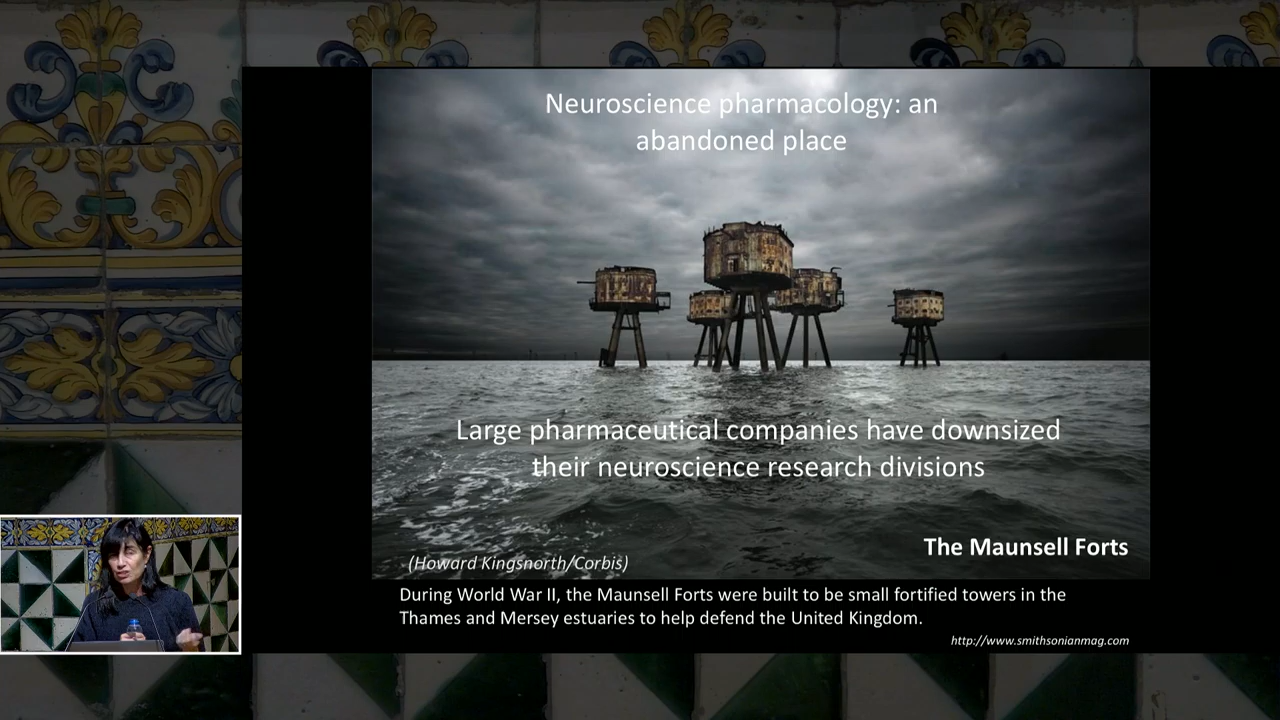 Neuroscience pharmacology: an
abandoned place
Large pharmaceutical companies have downsized
their neuroscience research divisions
The Maunsell Forts
(Howard Kingsnorth/Corbis)
During World War II, the Maunsell Forts were built to be small fortified towers in the
Thames and Mersey estuaries to help defend the United Kingdom.
http://www.smithsonianmag.com